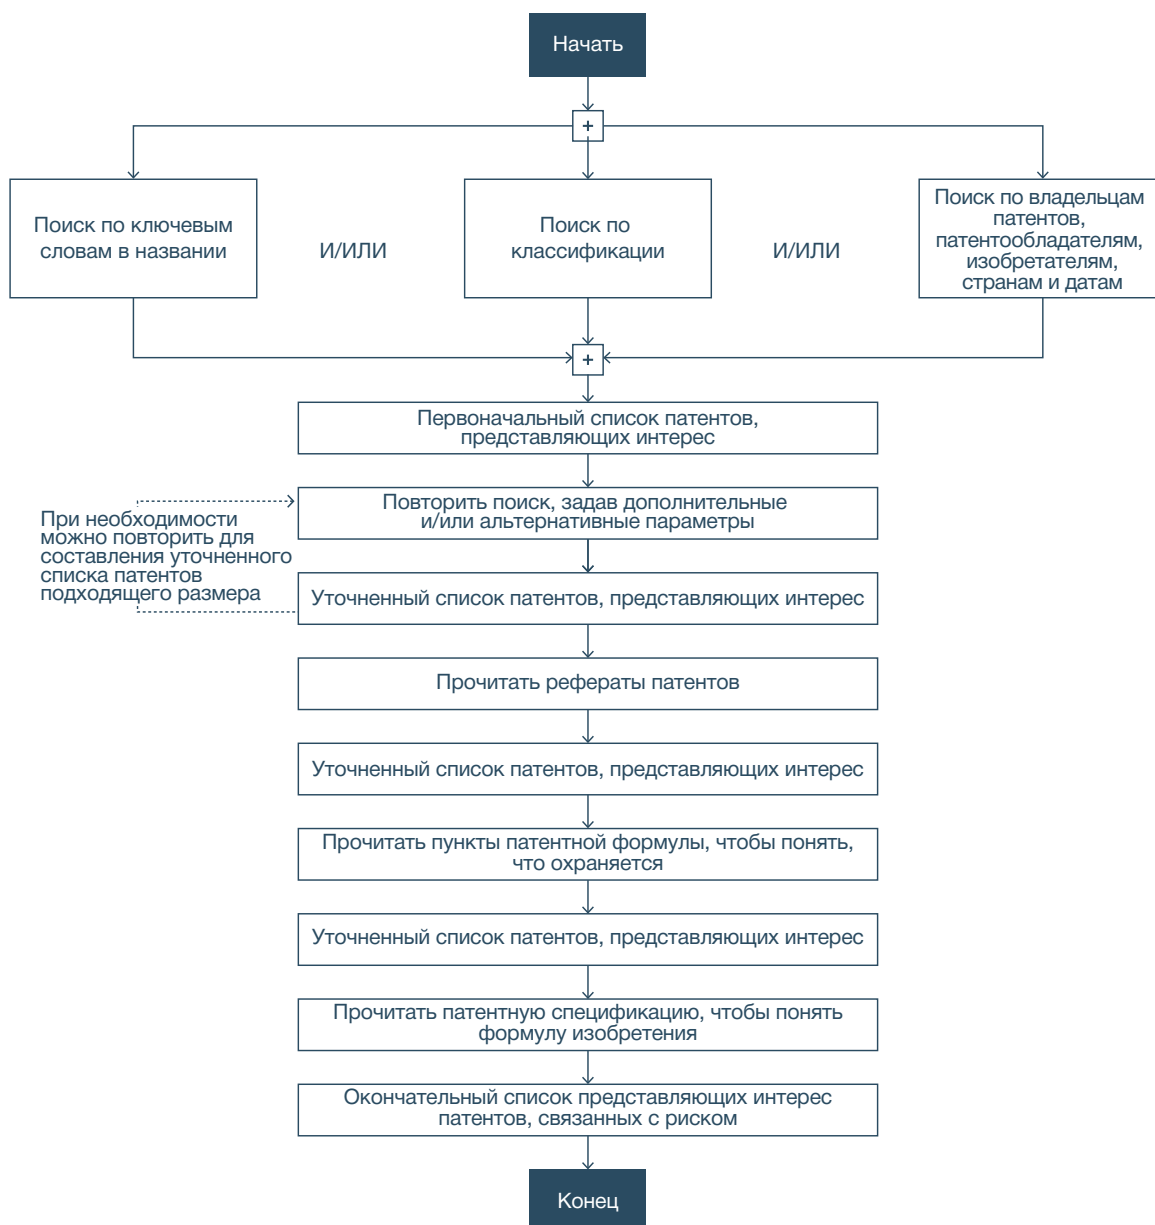 Начать
+
Поиск по ключевым
словам в названии
И/ИЛИ
Поиск по
классификации
И/ИЛИ
Поиск по владельцам
патентов,
патентообладателям,
изобретателям,
странам и датам
+
Первоначальный список патентов,
представляющих интерес
Повторить поиск, задав дополнительные
и/или альтернативные параметры
При необходимости
можно повторить для
составления уточненного
списка патентов
подходящего размера
Уточненный список патентов, представляющих интерес
Прочитать рефераты патентов
Уточненный список патентов, представляющих интерес
Прочитать пункты патентной формулы, чтобы понять,
что охраняется
Уточненный список патентов, представляющих интерес
Прочитать патентную спецификацию, чтобы понять
формулу изобретения
Окончательный список представляющих интерес
патентов, связанных с риском
Конец